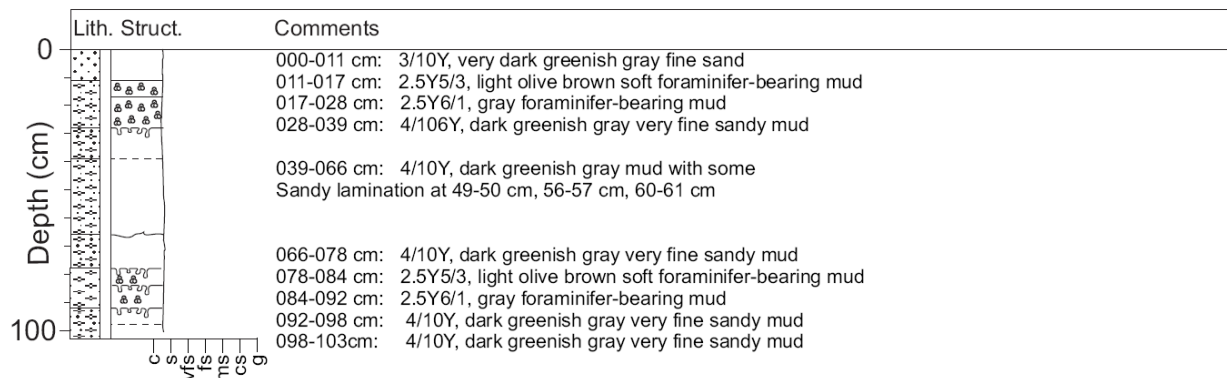 Lith. Struct. Comments
0
000-011 cm: 3/10Y, very dark greenish gray fine sand
011-017 cm: 2.5Y5/3, light olive brown soft foraminifer-bearing mud
017-028 cm: 2.5Y6/1, gray foraminifer-bearing mud
028-039 cm: 4/106Y, dark greenish gray very fine sandy mud
039-066 cm: 4/10Y, dark greenish gray mud with some
Sandy lamination at 49-50 cm, 56-57 cm, 60-61 cm
Depth (cm)
066-078 cm: 4/10Y, dark greenish gray very fine sandy mud
078-084 cm: 2.5Y5/3, light olive brown soft foraminifer-bearing mud
084-092 cm: 2.5Y6/1, gray foraminifer-bearing mud
092-098 cm: 4/10Y, dark greenish gray very fine sandy mud
100
098-103cm: 4/10Y, dark greenish gray very fine sandy mud
c s vfs fs ms cs g